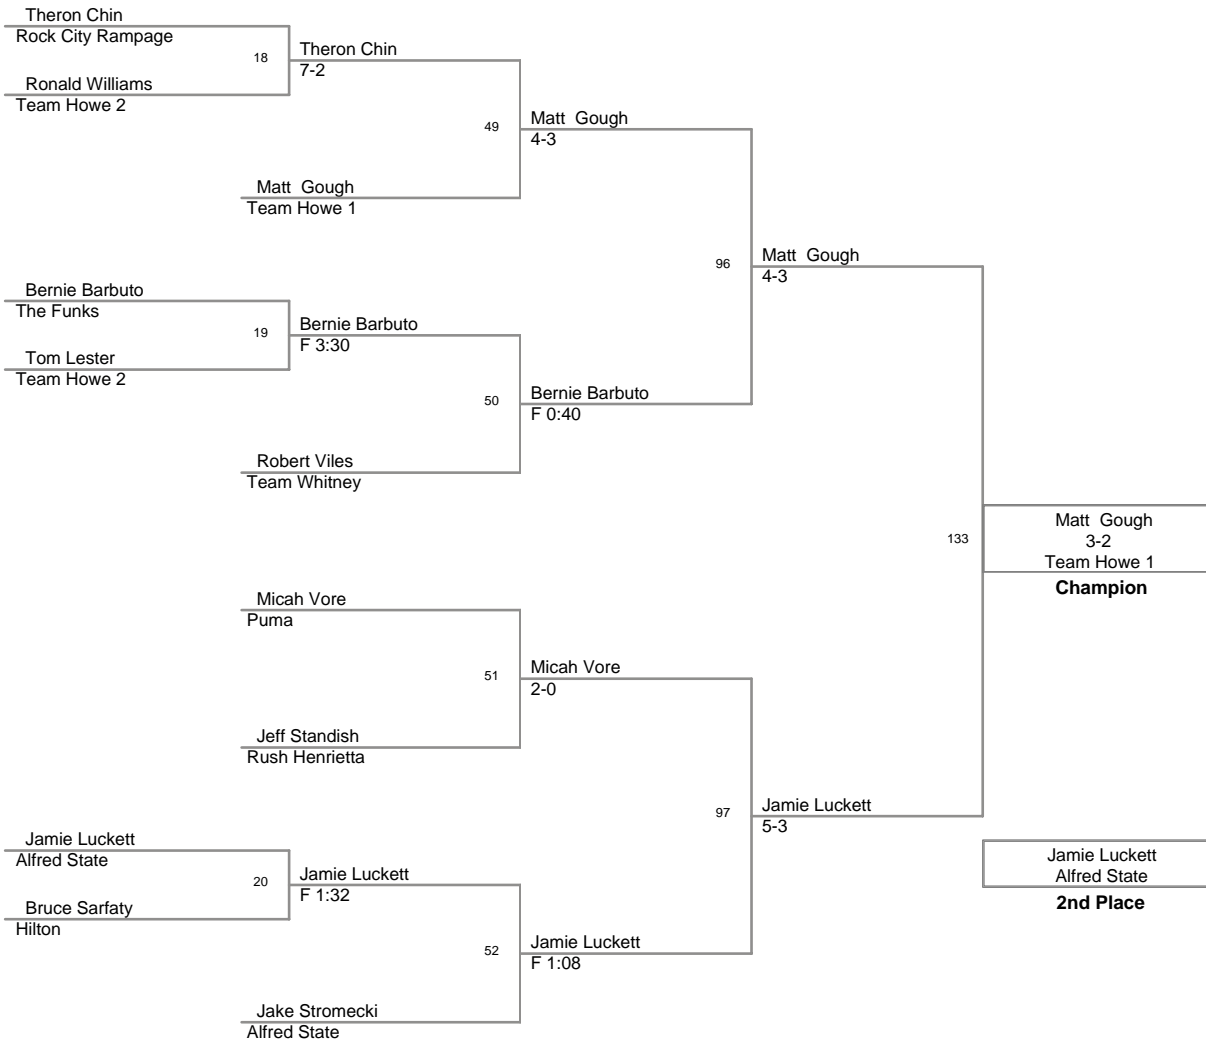 Theron Chin
Rock City Rampage
18
Theron Chin
7-2
Ronald Williams
Team Howe 2
49
Matt  Gough
4-3
Matt  Gough
Team Howe 1
96
Matt  Gough
4-3
Bernie Barbuto
The Funks
19
Bernie Barbuto
F 3:30
Tom Lester
Team Howe 2
50
Bernie Barbuto
F 0:40
Robert Viles
Team Whitney
133
Matt  Gough
3-2
Team Howe 1
Champion
Micah Vore
Puma
51
Micah Vore
2-0
Jeff Standish
Rush Henrietta
97
Jamie Luckett
5-3
Jamie Luckett
Alfred State
20
Jamie Luckett
F 1:32
Bruce Sarfaty
Hilton
52
Jamie Luckett
F 1:08
Jake Stromecki
Alfred State
Jamie Luckett
Alfred State
2nd Place